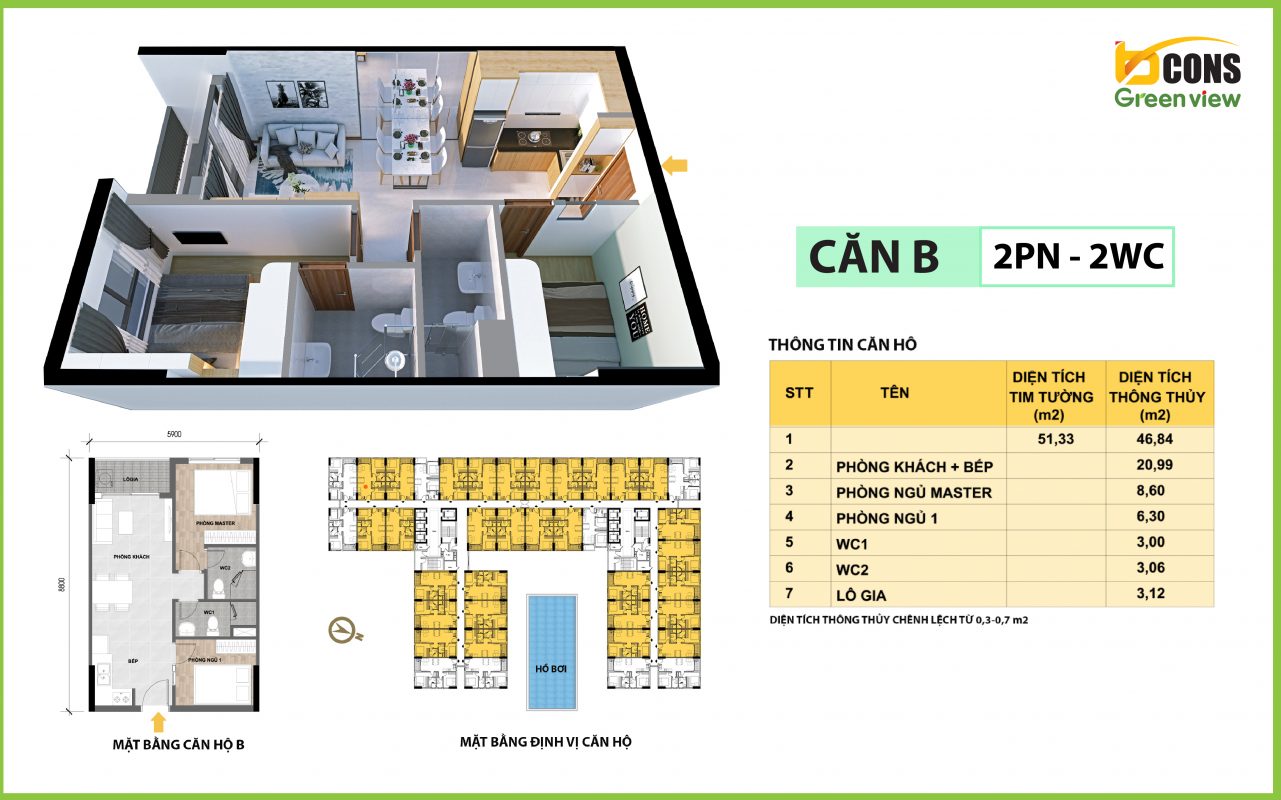 bCONS
Green view
CĂN B
2PN - 2WC
THÔNG TIN CĂN HỘ
STT TÊN DIỆN TÍCH TIM TƯỜNG (m2) DIỆN TÍCH THÔNG THỦY (m2)
1 51,33 46,84
2 PHÒNG KHÁCH + BẾP 20,99
3 PHÒNG NGỦ MASTER 8,60
4 PHÒNG NGỦ 1 6,30
5 WC1 3,00
6 WC2 3,06
7 LÔ GIA 3,12
DIỆN TÍCH THÔNG THỦY CHÊNH LỆCH TỪ 0,3-0,7 m2
5900
8800
LÔGIA
PHÒNG MASTER
PHÒNG KHÁCH
WC2
WC1
BẾP
PHÒNG NGỦ 1
MẶT BẰNG CĂN HỘ B
N
HỒ BƠI
MẶT BẰNG ĐỊNH VỊ CĂN HỘ